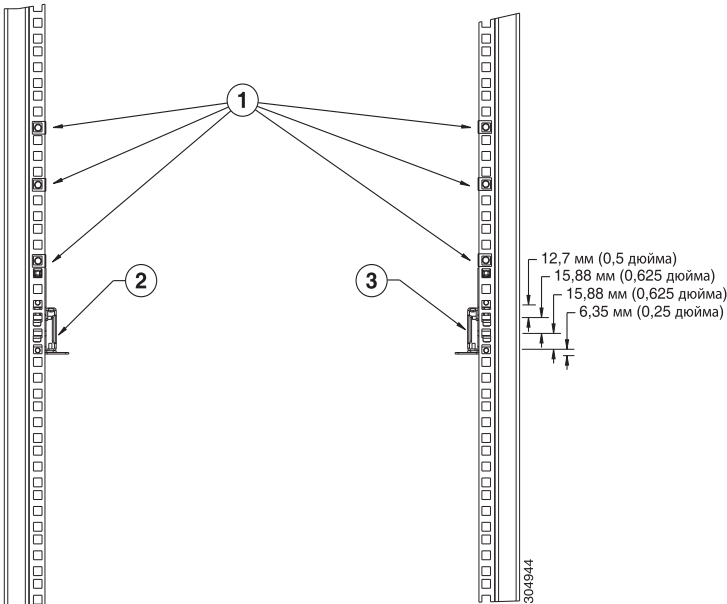 1
2
3
12,7 мм (0,5 дюйма)
15,88 мм (0,625 дюйма)
15,88 мм (0,625 дюйма)
6,35 мм (0,25 дюйма)
304944